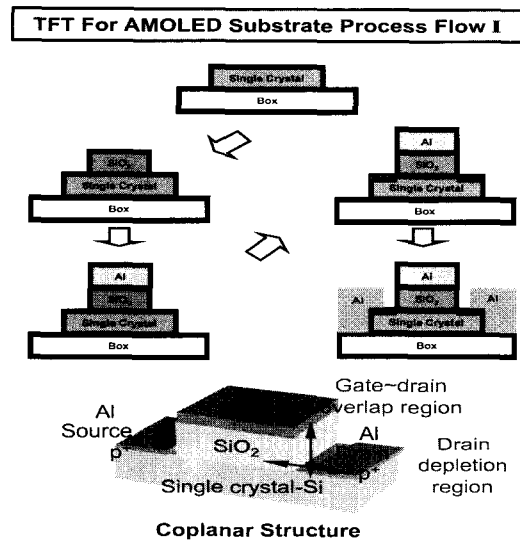 TFT For AMOLED Substrate Process Flow I
Single Crystal
Box
SiO₂
Single Crystal
Box
Al
SiO₂
Single Crystal
Box
Al
SiO₂
Single Crystal
Box
Al
Al
SiO₂
Al
Single Crystal
Box
Gate~drain
overlap region
Al
Source
p⁺
SiO₂
Al
p⁺
Drain
depletion
region
Single crystal-Si
Coplanar Structure